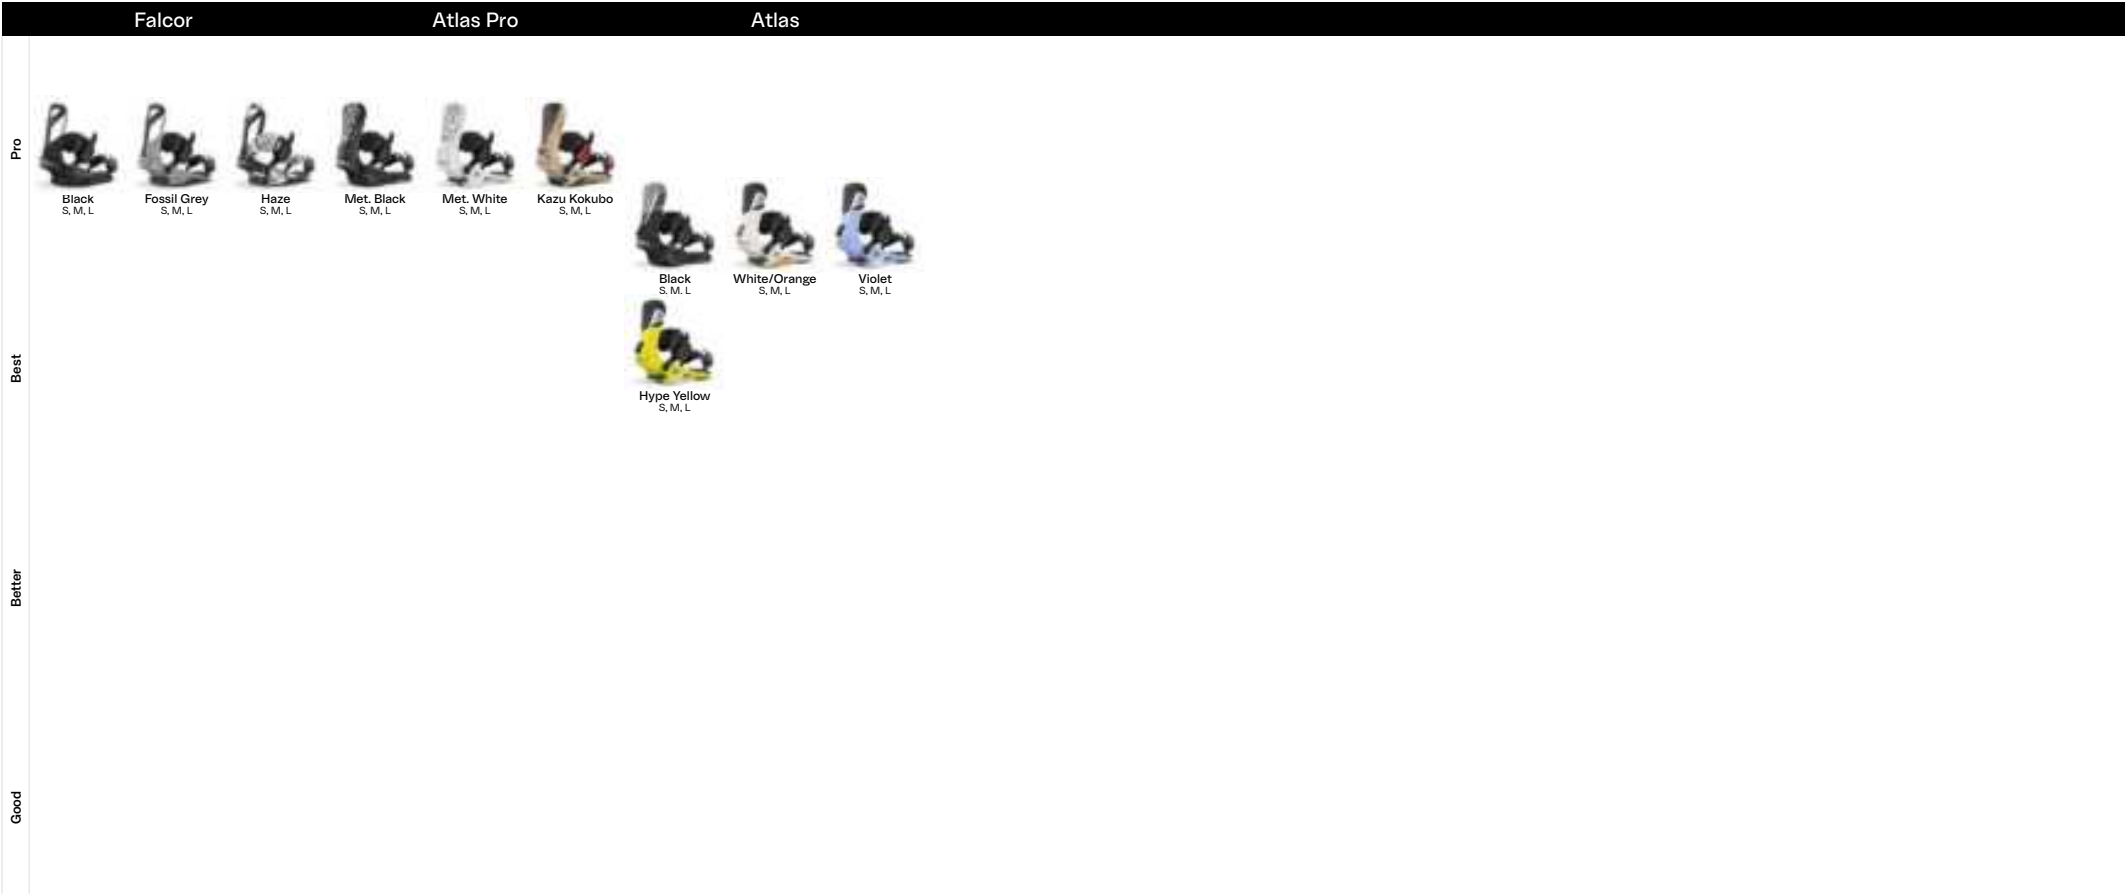 Falcor Atlas Pro Atlas
Pro
Black Fossil Grey Haze Met. Black Met. White Kazu Kokubo
S, M, L S, M, L S, M, L S, M, L S, M, L S, M, L
Black White/Orange Violet
S. M. L S, M, L S, M, L
Best
Hype Yellow
S, M, L
Better
Good